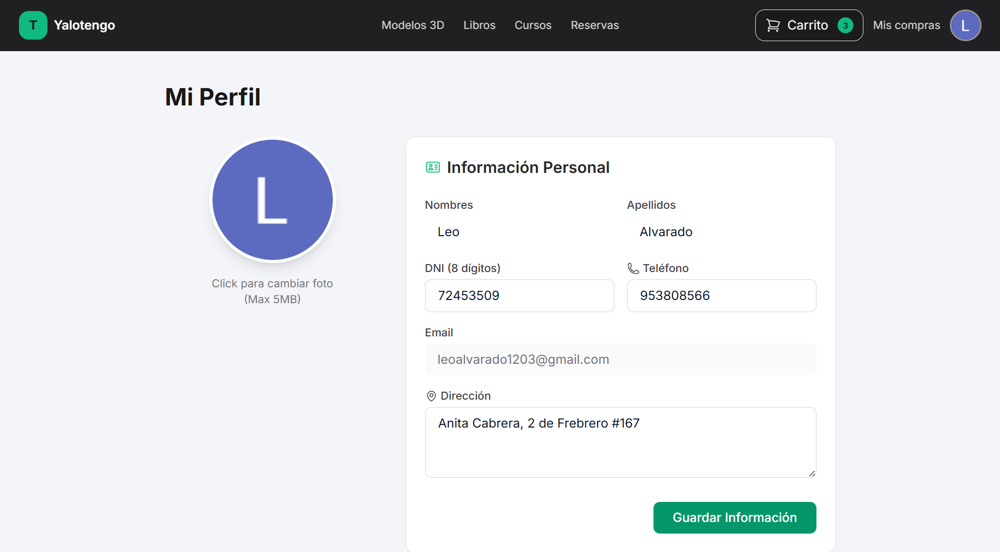 T Yalotengo
Modelos 3D Libros Cursos Reservas
Carrito 3 Mis compras L
Mi Perfil
L
Click para cambiar foto
(Max 5MB)
Información Personal
Nombres
Leo
Apellidos
Alvarado
DNI (8 dígitos)
72453509
Teléfono
953808566
Email
leoalvarado1203@gmail.com
Dirección
Anita Cabrera, 2 de Frebrero #167
Guardar Información